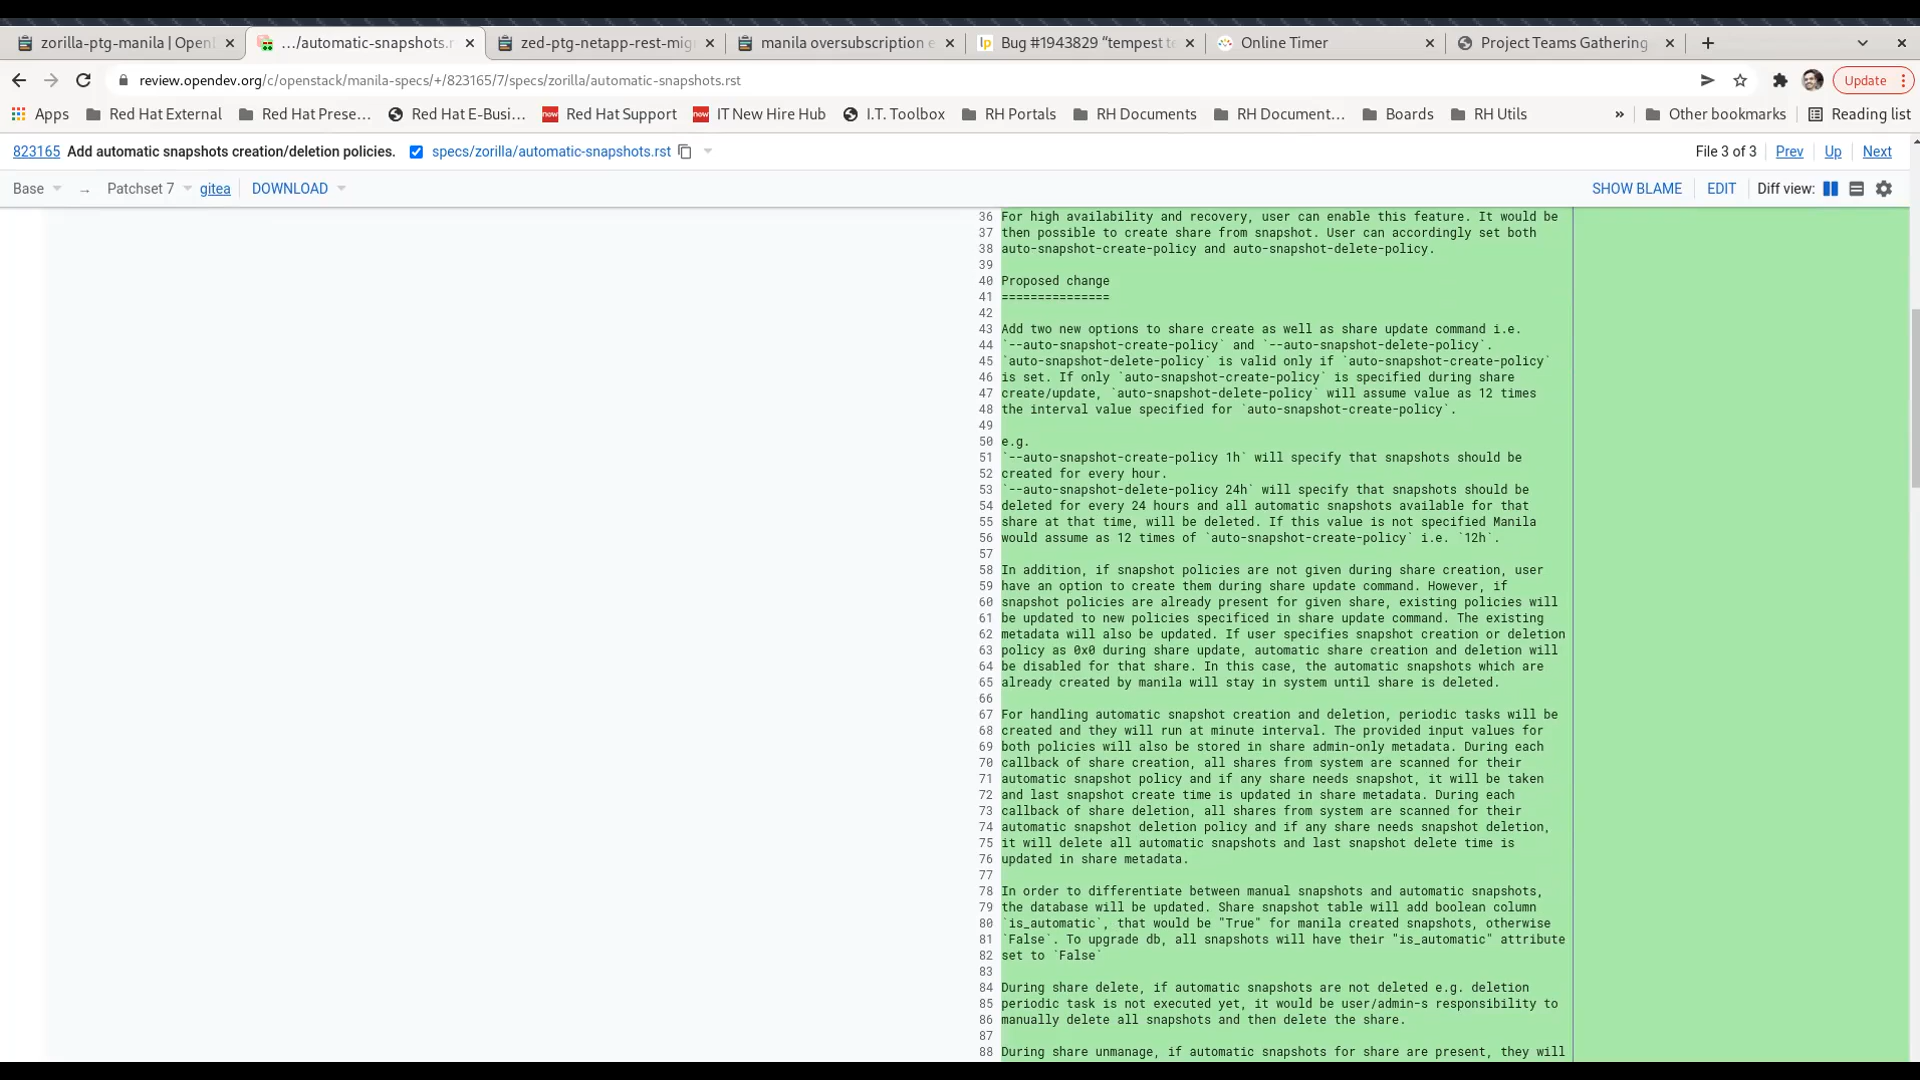 zorilla-ptg-manila | Open
.../automatic-snapshots.r
zed-ptg-netapp-rest-mig
manila oversubscription e
Bug #1943829 “tempest te
Online Timer
Project Teams Gathering
review.opendev.org/c/openstack/manila-specs/+/823165/7/specs/zorilla/automatic-snapshots.rst
Update
Apps
Red Hat External
Red Hat Prese...
Red Hat E-Busi...
now Red Hat Support
now IT New Hire Hub
I.T. Toolbox
RH Portals
RH Documents
RH Document...
Boards
RH Utils
»
Other bookmarks
Reading list
823165 Add automatic snapshots creation/deletion policies. specs/zorilla/automatic-snapshots.rst
File 3 of 3 Prev Up Next
Base → Patchset 7 gitea DOWNLOAD
SHOW BLAME EDIT Diff view:
36 For high availability and recovery, user can enable this feature. It would be
37 then possible to create share from snapshot. User can accordingly set both
38 auto-snapshot-create-policy and auto-snapshot-delete-policy.
39
40 Proposed change
41 ===============
42
43 Add two new options to share create as well as share update command i.e.
44 `--auto-snapshot-create-policy` and `--auto-snapshot-delete-policy`.
45 `auto-snapshot-delete-policy` is valid only if `auto-snapshot-create-policy`
46 is set. If only `auto-snapshot-create-policy` is specified during share
47 create/update, `auto-snapshot-delete-policy` will assume value as 12 times
48 the interval value specified for `auto-snapshot-create-policy`.
49
50 e.g.
51 `--auto-snapshot-create-policy 1h` will specify that snapshots should be
52 created for every hour.
53 `--auto-snapshot-delete-policy 24h` will specify that snapshots should be
54 deleted for every 24 hours and all automatic snapshots available for that
55 share at that time, will be deleted. If this value is not specified Manila
56 would assume as 12 times of `auto-snapshot-create-policy` i.e. `12h`.
57
58 In addition, if snapshot policies are not given during share creation, user
59 have an option to create them during share update command. However, if
60 snapshot policies are already present for given share, existing policies will
61 be updated to new policies specificed in share update command. The existing
62 metadata will also be updated. If user specifies snapshot creation or deletion
63 policy as 0x0 during share update, automatic share creation and deletion will
64 be disabled for that share. In this case, the automatic snapshots which are
65 already created by manila will stay in system until share is deleted.
66
67 For handling automatic snapshot creation and deletion, periodic tasks will be
68 created and they will run at minute interval. The provided input values for
69 both policies will also be stored in share admin-only metadata. During each
70 callback of share creation, all shares from system are scanned for their
71 automatic snapshot policy and if any share needs snapshot, it will be taken
72 and last snapshot create time is updated in share metadata. During each
73 callback of share deletion, all shares from system are scanned for their
74 automatic snapshot deletion policy and if any share needs snapshot deletion,
75 it will delete all automatic snapshots and last snapshot delete time is
76 updated in share metadata.
77
78 In order to differentiate between manual snapshots and automatic snapshots,
79 the database will be updated. Share snapshot table will add boolean column
80 `is_automatic`, that would be "True" for manila created snapshots, otherwise
81 `False`. To upgrade db, all snapshots will have their "is_automatic" attribute
82 set to `False`
83
84 During share delete, if automatic snapshots are not deleted e.g. deletion
85 periodic task is not executed yet, it would be user/admin-s responsibility to
86 manually delete all snapshots and then delete the share.
87
88 During share unmanage, if automatic snapshots for share are present, they will